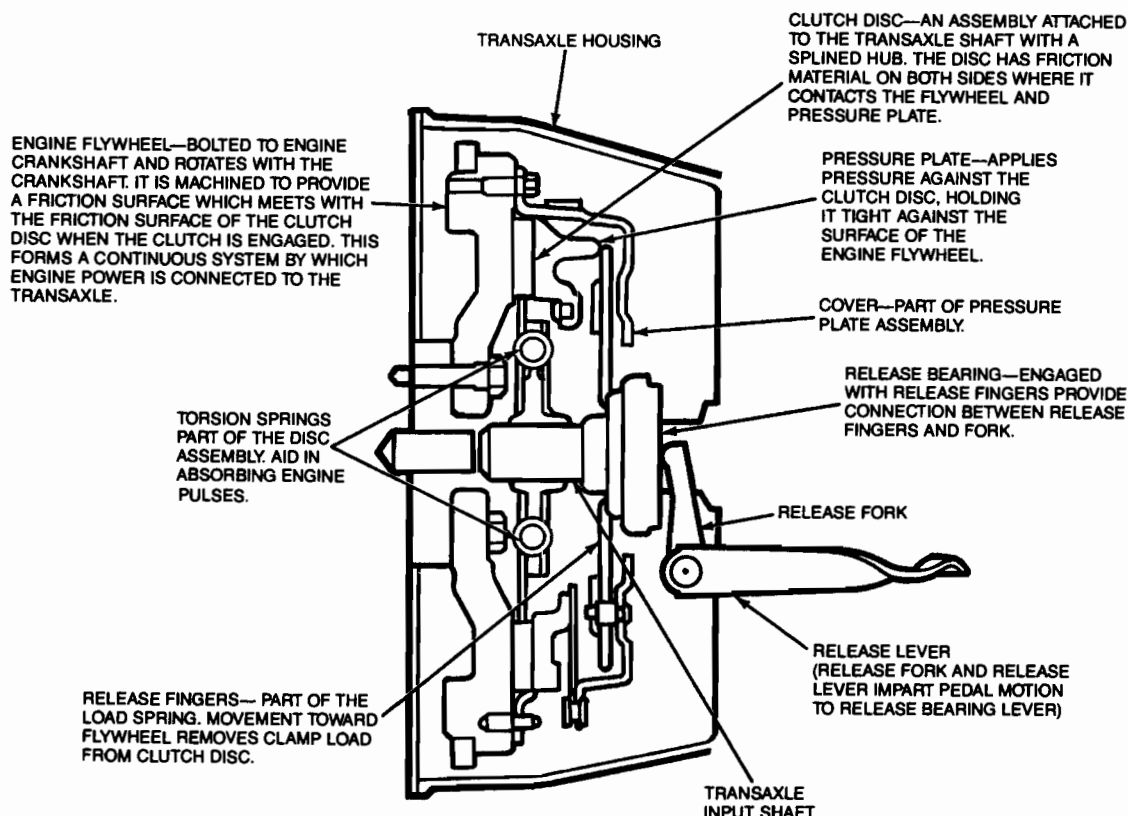 TRANSAXLE HOUSING
CLUTCH DISC—AN ASSEMBLY ATTACHED
TO THE TRANSAXLE SHAFT WITH A
SPLINED HUB. THE DISC HAS FRICTION
MATERIAL ON BOTH SIDES WHERE IT
CONTACTS THE FLYWHEEL AND
PRESSURE PLATE.
ENGINE FLYWHEEL—BOLTED TO ENGINE
CRANKSHAFT AND ROTATES WITH THE
CRANKSHAFT. IT IS MACHINED TO PROVIDE
A FRICTION SURFACE WHICH MEETS WITH
THE FRICTION SURFACE OF THE CLUTCH
DISC WHEN THE CLUTCH IS ENGAGED. THIS
FORMS A CONTINUOUS SYSTEM BY WHICH
ENGINE POWER IS CONNECTED TO THE
TRANSAXLE.
PRESSURE PLATE—APPLIES
PRESSURE AGAINST THE
CLUTCH DISC, HOLDING
IT TIGHT AGAINST THE
SURFACE OF THE
ENGINE FLYWHEEL.
COVER—PART OF PRESSURE
PLATE ASSEMBLY.
RELEASE BEARING—ENGAGED
WITH RELEASE FINGERS PROVIDE
CONNECTION BETWEEN RELEASE
FINGERS AND FORK.
TORSION SPRINGS
PART OF THE DISC
ASSEMBLY. AID IN
ABSORBING ENGINE
PULSES.
RELEASE FORK
RELEASE LEVER
(RELEASE FORK AND RELEASE
LEVER IMPART PEDAL MOTION
TO RELEASE BEARING LEVER)
RELEASE FINGERS— PART OF THE
LOAD SPRING. MOVEMENT TOWARD
FLYWHEEL REMOVES CLAMP LOAD
FROM CLUTCH DISC.
TRANSAXLE
INPUT SHAFT